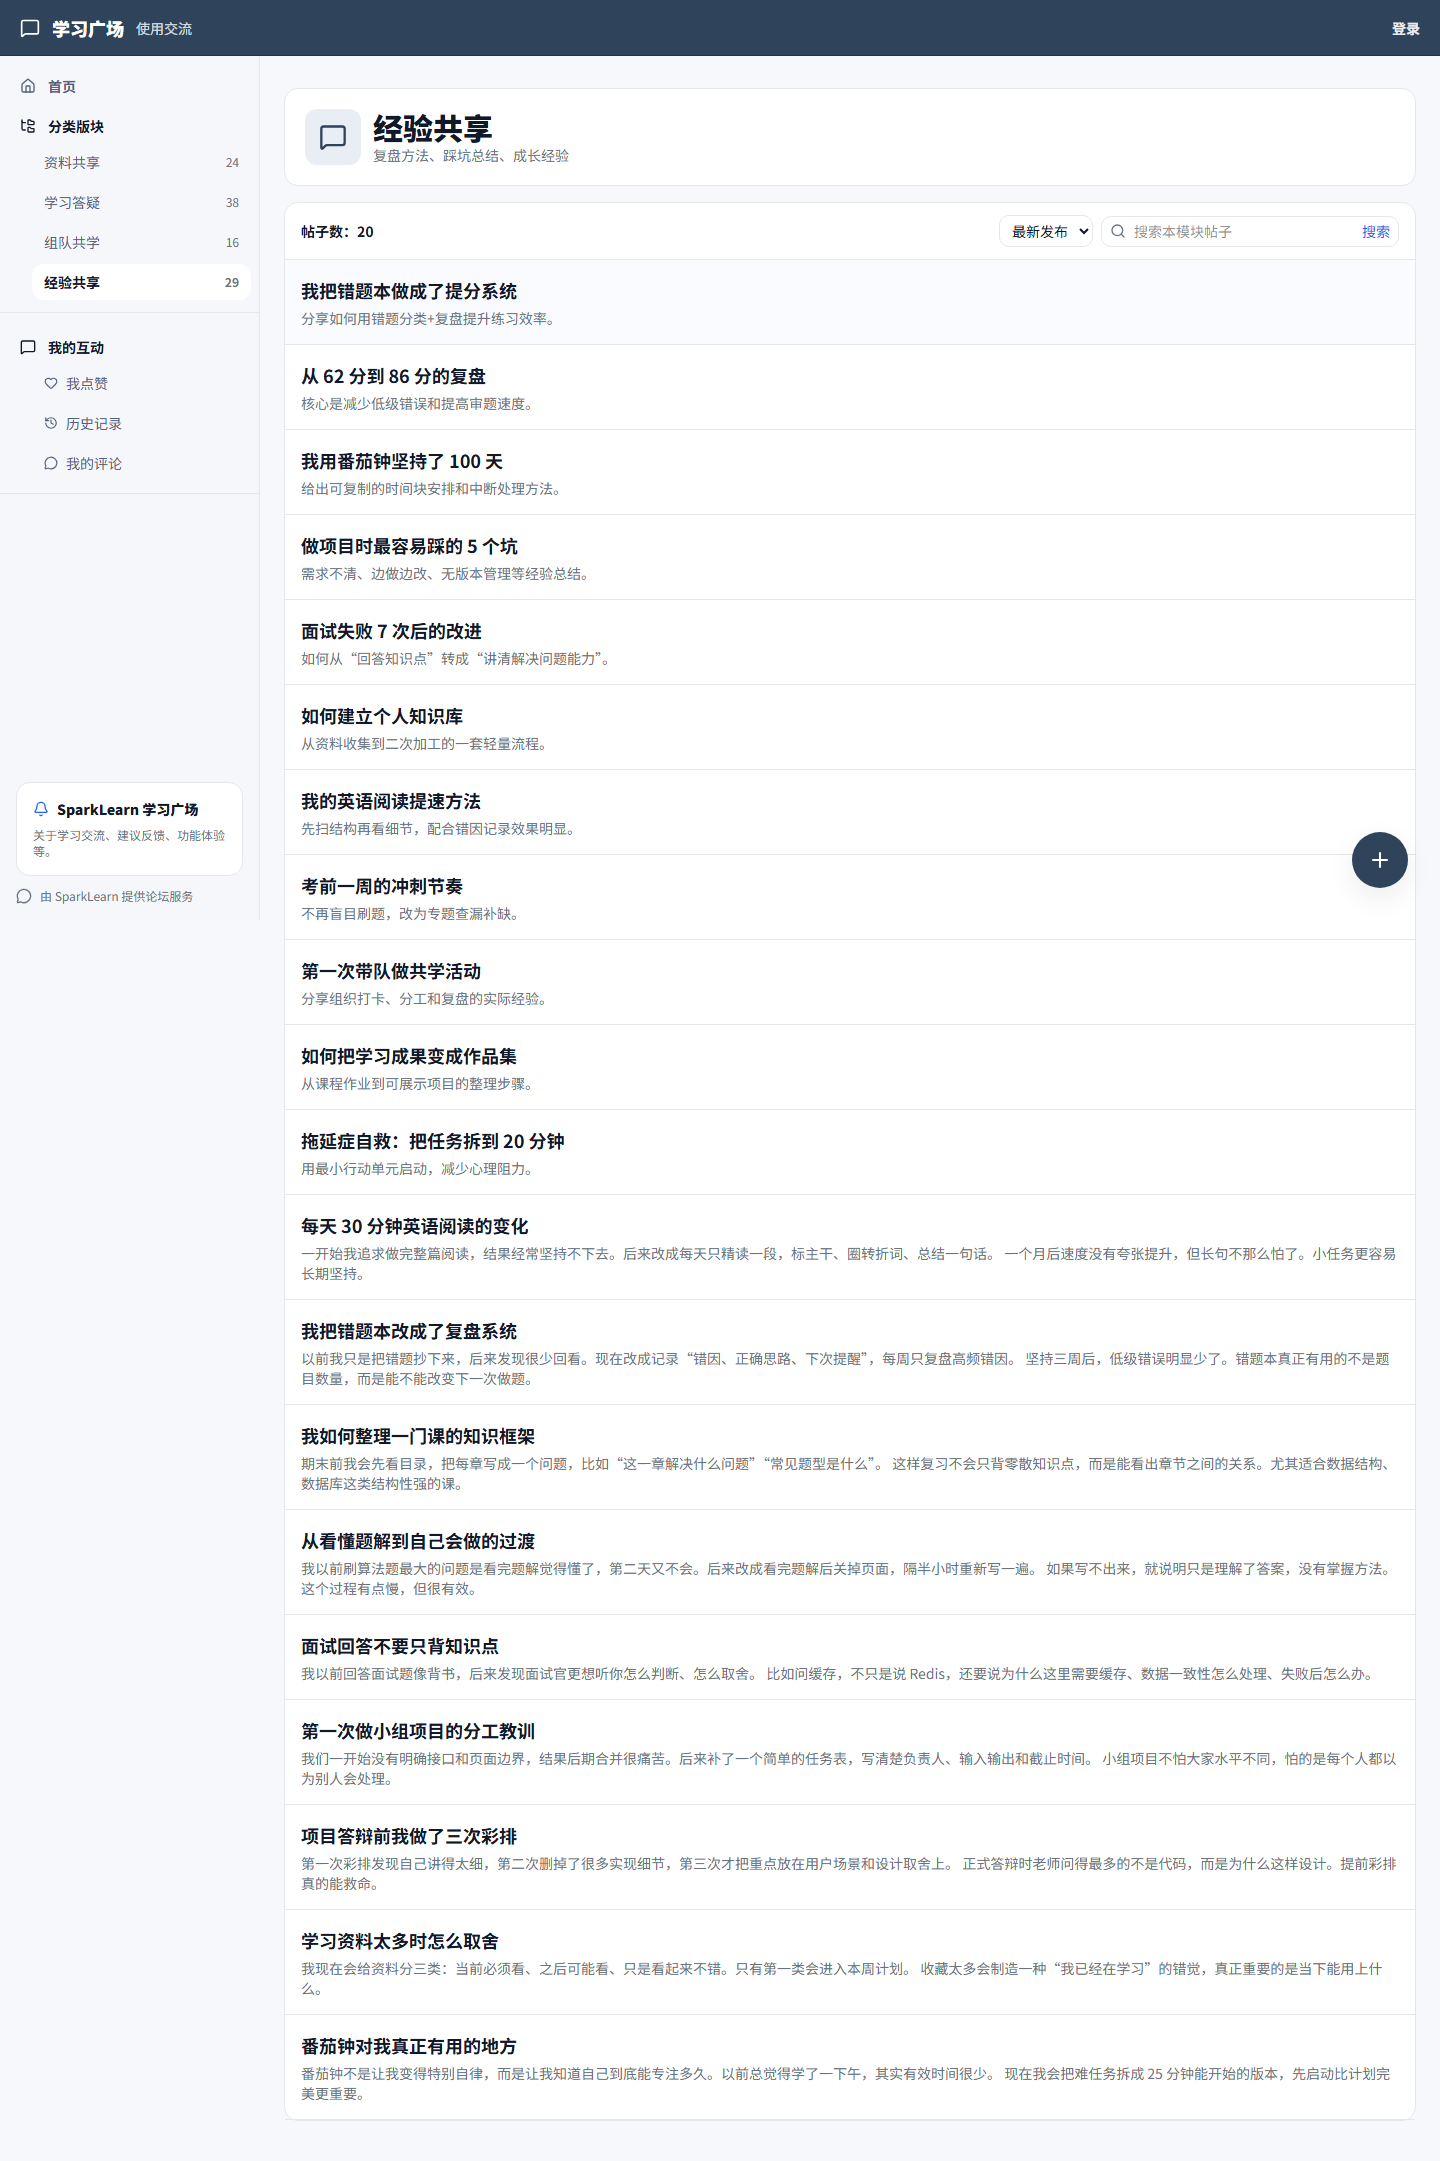 学习广场 使用交流
登录
首页
分类版块
资料共享 24
学习答疑 38
组队共学 16
经验共享 29
我的互动
我点赞
历史记录
我的评论
SparkLearn 学习广场
关于学习交流、建议反馈、功能体验
等。
由 SparkLearn 提供论坛服务
经验共享
复盘方法、踩坑总结、成长经验
帖子数：20
最新发布
搜索本模块帖子
搜索
我把错题本做成了提分系统
分享如何用错题分类+复盘提升练习效率。
从 62 分到 86 分的复盘
核心是减少低级错误和提高审题速度。
我用番茄钟坚持了 100 天
给出可复制的时间块安排和中断处理方法。
做项目时最容易踩的 5 个坑
需求不清、边做边改、无版本管理等经验总结。
面试失败 7 次后的改进
如何从“回答知识点”转成“讲清解决问题能力”。
如何建立个人知识库
从资料收集到二次加工的一套轻量流程。
我的英语阅读提速方法
先扫结构再看细节，配合错因记录效果明显。
考前一周的冲刺节奏
不再盲目刷题，改为专题查漏补缺。
第一次带队做共学活动
分享组织打卡、分工和复盘的实际经验。
如何把学习成果变成作品集
从课程作业到可展示项目的整理步骤。
拖延症自救：把任务拆到 20 分钟
用最小行动单元启动，减少心理阻力。
每天 30 分钟英语阅读的变化
一开始我追求做完整篇阅读，结果经常坚持不下去。后来改成每天只精读一段，标主干、圈转折词、总结一句话。 一个月后速度没有夸张提升，但长句不那么怕了。小任务更容易
长期坚持。
我把错题本改成了复盘系统
以前我只是把错题抄下来，后来发现很少回看。现在改成记录“错因、正确思路、下次提醒”，每周只复盘高频错因。 坚持三周后，低级错误明显少了。错题本真正有用的不是题
目数量，而是能不能改变下一次做题。
我如何整理一门课的知识框架
期末前我会先看目录，把每章写成一个问题，比如“这一章解决什么问题”“常见题型是什么”。 这样复习不会只背零散知识点，而是能看出章节之间的关系。尤其适合数据结构、
数据库这类结构性强的课。
从看懂题解到自己会做的过渡
我以前刷算法题最大的问题是看完题解觉得懂了，第二天又不会。后来改成看完题解后关掉页面，隔半小时重新写一遍。 如果写不出来，就说明只是理解了答案，没有掌握方法。
这个过程有点慢，但很有效。
面试回答不要只背知识点
我以前回答面试题像背书，后来发现面试官更想听你怎么判断、怎么取舍。 比如问缓存，不只是说 Redis，还要说为什么这里需要缓存、数据一致性怎么处理、失败后怎么办。
第一次做小组项目的分工教训
我们一开始没有明确接口和页面边界，结果后期合并很痛苦。后来补了一个简单的任务表，写清楚负责人、输入输出和截止时间。 小组项目不怕大家水平不同，怕的是每个人都以
为别人会处理。
项目答辩前我做了三次彩排
第一次彩排发现自己讲得太细，第二次删掉了很多实现细节，第三次才把重点放在用户场景和设计取舍上。 正式答辩时老师问得最多的不是代码，而是为什么这样设计。提前彩排
真的能救命。
学习资料太多时怎么取舍
我现在会给资料分三类：当前必须看、之后可能看、只是看起来不错。只有第一类会进入本周计划。 收藏太多会制造一种“我已经在学习”的错觉，真正重要的是当下能用上什
么。
番茄钟对我真正有用的地方
番茄钟不是让我变得特别自律，而是让我知道自己到底能专注多久。以前总觉得学了一下午，其实有效时间很少。 现在我会把难任务拆成 25 分钟能开始的版本，先启动比计划完
美更重要。